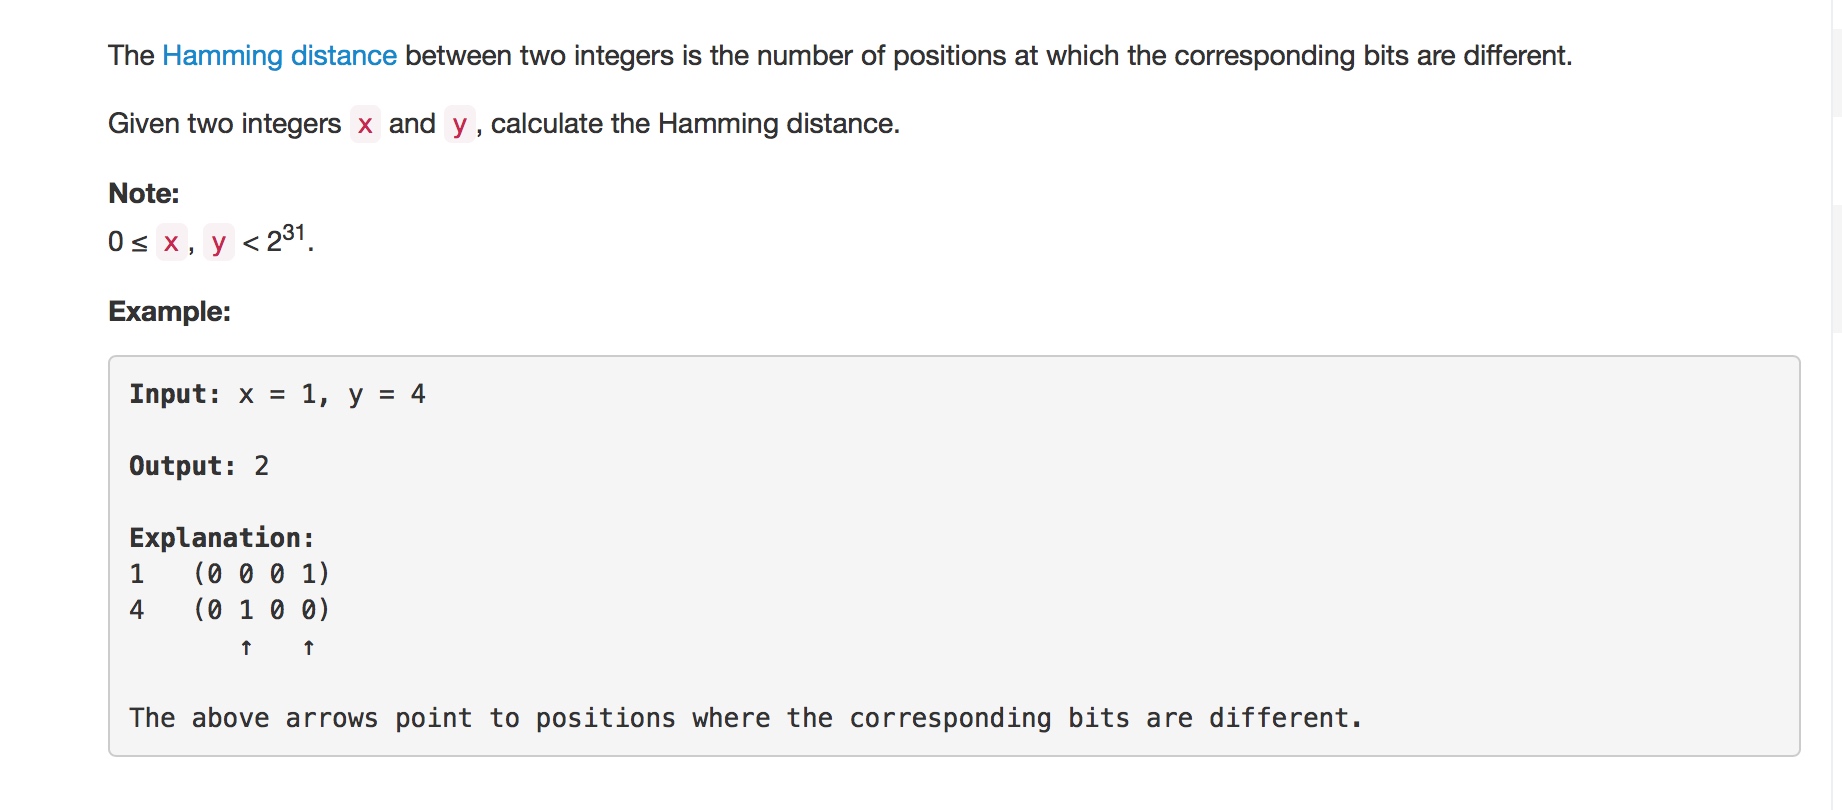 The Hamming distance between two integers is the number of positions at which the corresponding bits are different.
Given two integers x and y, calculate the Hamming distance.
Note:
0 ≤ x, y < 2³¹.
Example:
Input: x = 1, y = 4
Output: 2
Explanation:
1   (0 0 0 1)
4   (0 1 0 0)
       ↑   ↑
The above arrows point to positions where the corresponding bits are different.